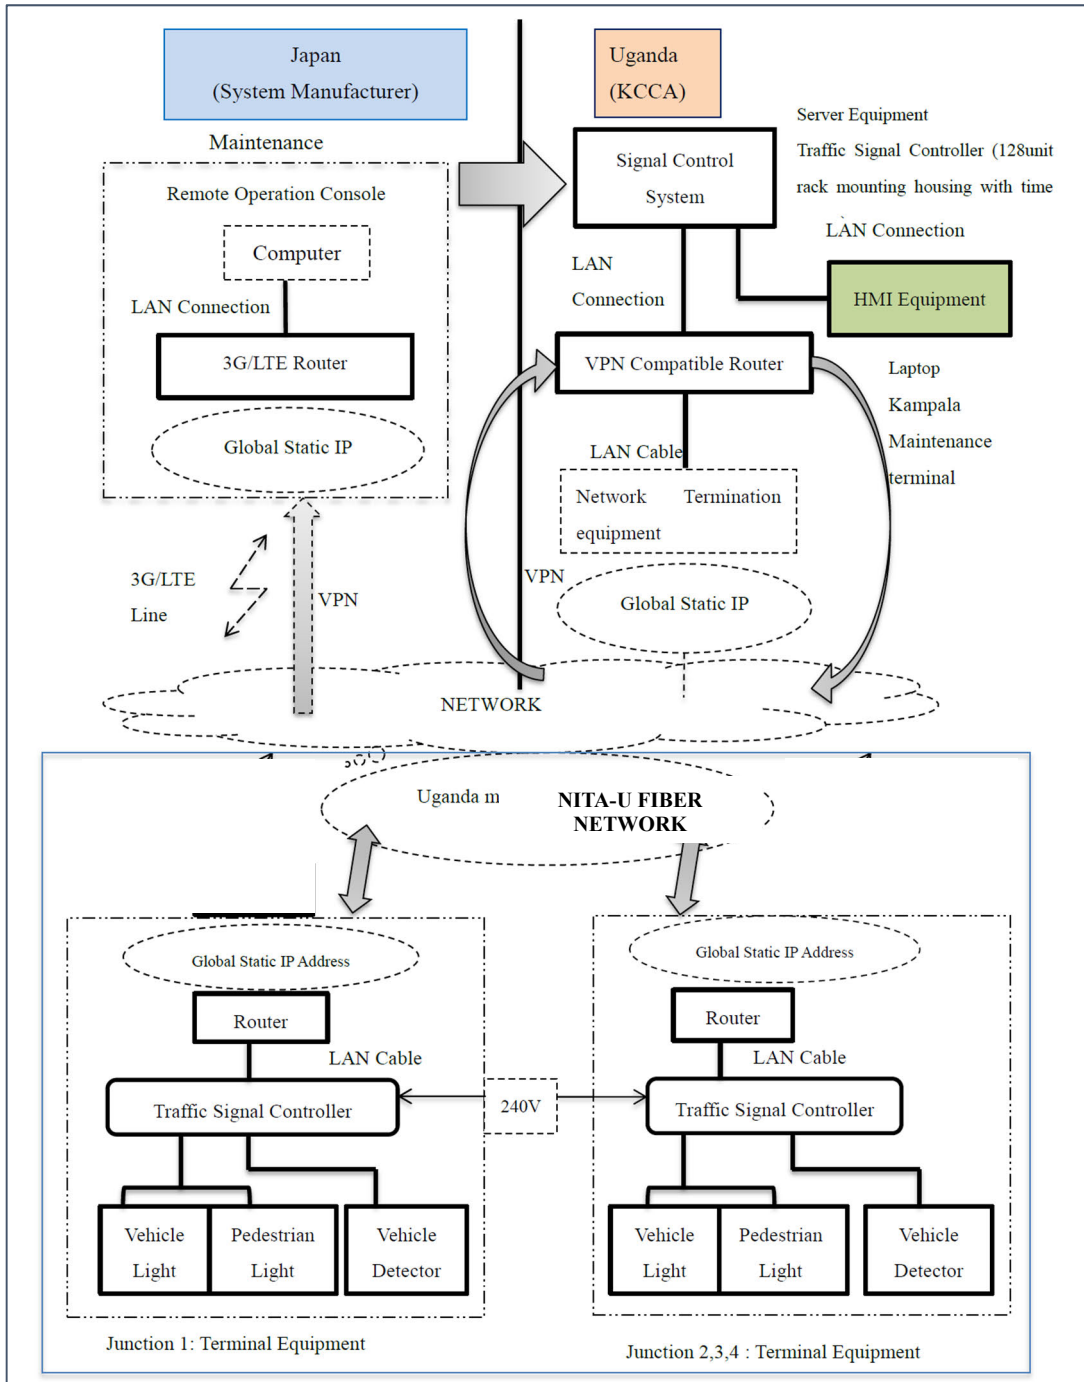 Japan
(System Manufacturer)
Uganda
(KCCA)
Maintenance
Remote Operation Console
Computer
LAN Connection
3G/LTE Router
Global Static IP
3G/LTE
Line
VPN
Signal Control
System
Server Equipment
Traffic Signal Controller (128unit
rack mounting housing with time
LAN Connection
HMI Equipment
LAN
Connection
VPN Compatible Router
Laptop
Kampala
Maintenance
terminal
LAN Cable
Network Termination
equipment
VPN
Global Static IP
NETWORK
Uganda m
NITA-U FIBER
NETWORK
Global Static IP Address
Router
LAN Cable
Traffic Signal Controller
240V
Vehicle
Light
Pedestrian
Light
Vehicle
Detector
Junction 1: Terminal Equipment
Global Static IP Address
Router
LAN Cable
Traffic Signal Controller
Vehicle
Light
Pedestrian
Light
Vehicle
Detector
Junction 2,3,4 : Terminal Equipment